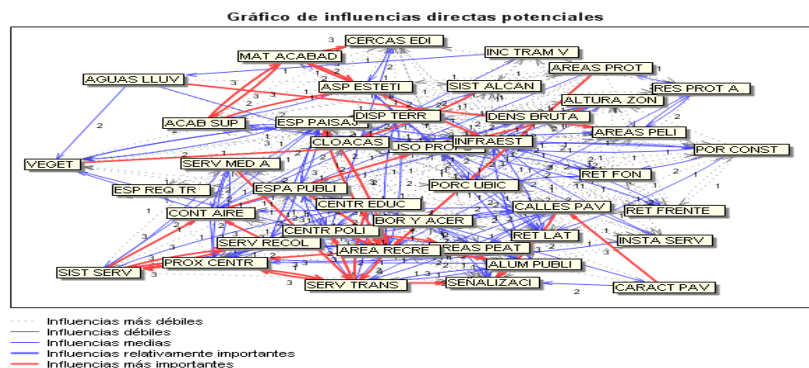 Gráfico de influencias directas potenciales
CERCAS EDI
MAT ACABAD
INC TRAM V
AREAS PROT
AGUAS LLUV
ASP ESTETI
SIST ALCAN
RES PROT A
ALTURA ZON
ACAB SUP
ESP PAISAJ
DISP TERR
DENS BRUTA
AREAS PELI
CLOACAS
USO PRO
INFRAEST
POR CONST
VEGET
SERV MED A
RET FON
ESP REQ TR
ESPA PUBLI
PORC UBIC
CENTR EDUC
CALLES PAV
CONT AIRE
BOR Y ACER
RET FRENTE
CENTR POLI
RET LAT
INSTA SERV
SERV RECOL
AREA RECRE
REAS PEAT
SIST SERV
PROX CENTR
ALUM PUBLI
SERV TRANS
SEÑALIZACI
CARACT PAV
Influencias más débiles
Influencias débiles
Influencias medias
Influencias relativamente importantes
Influencias más importantes